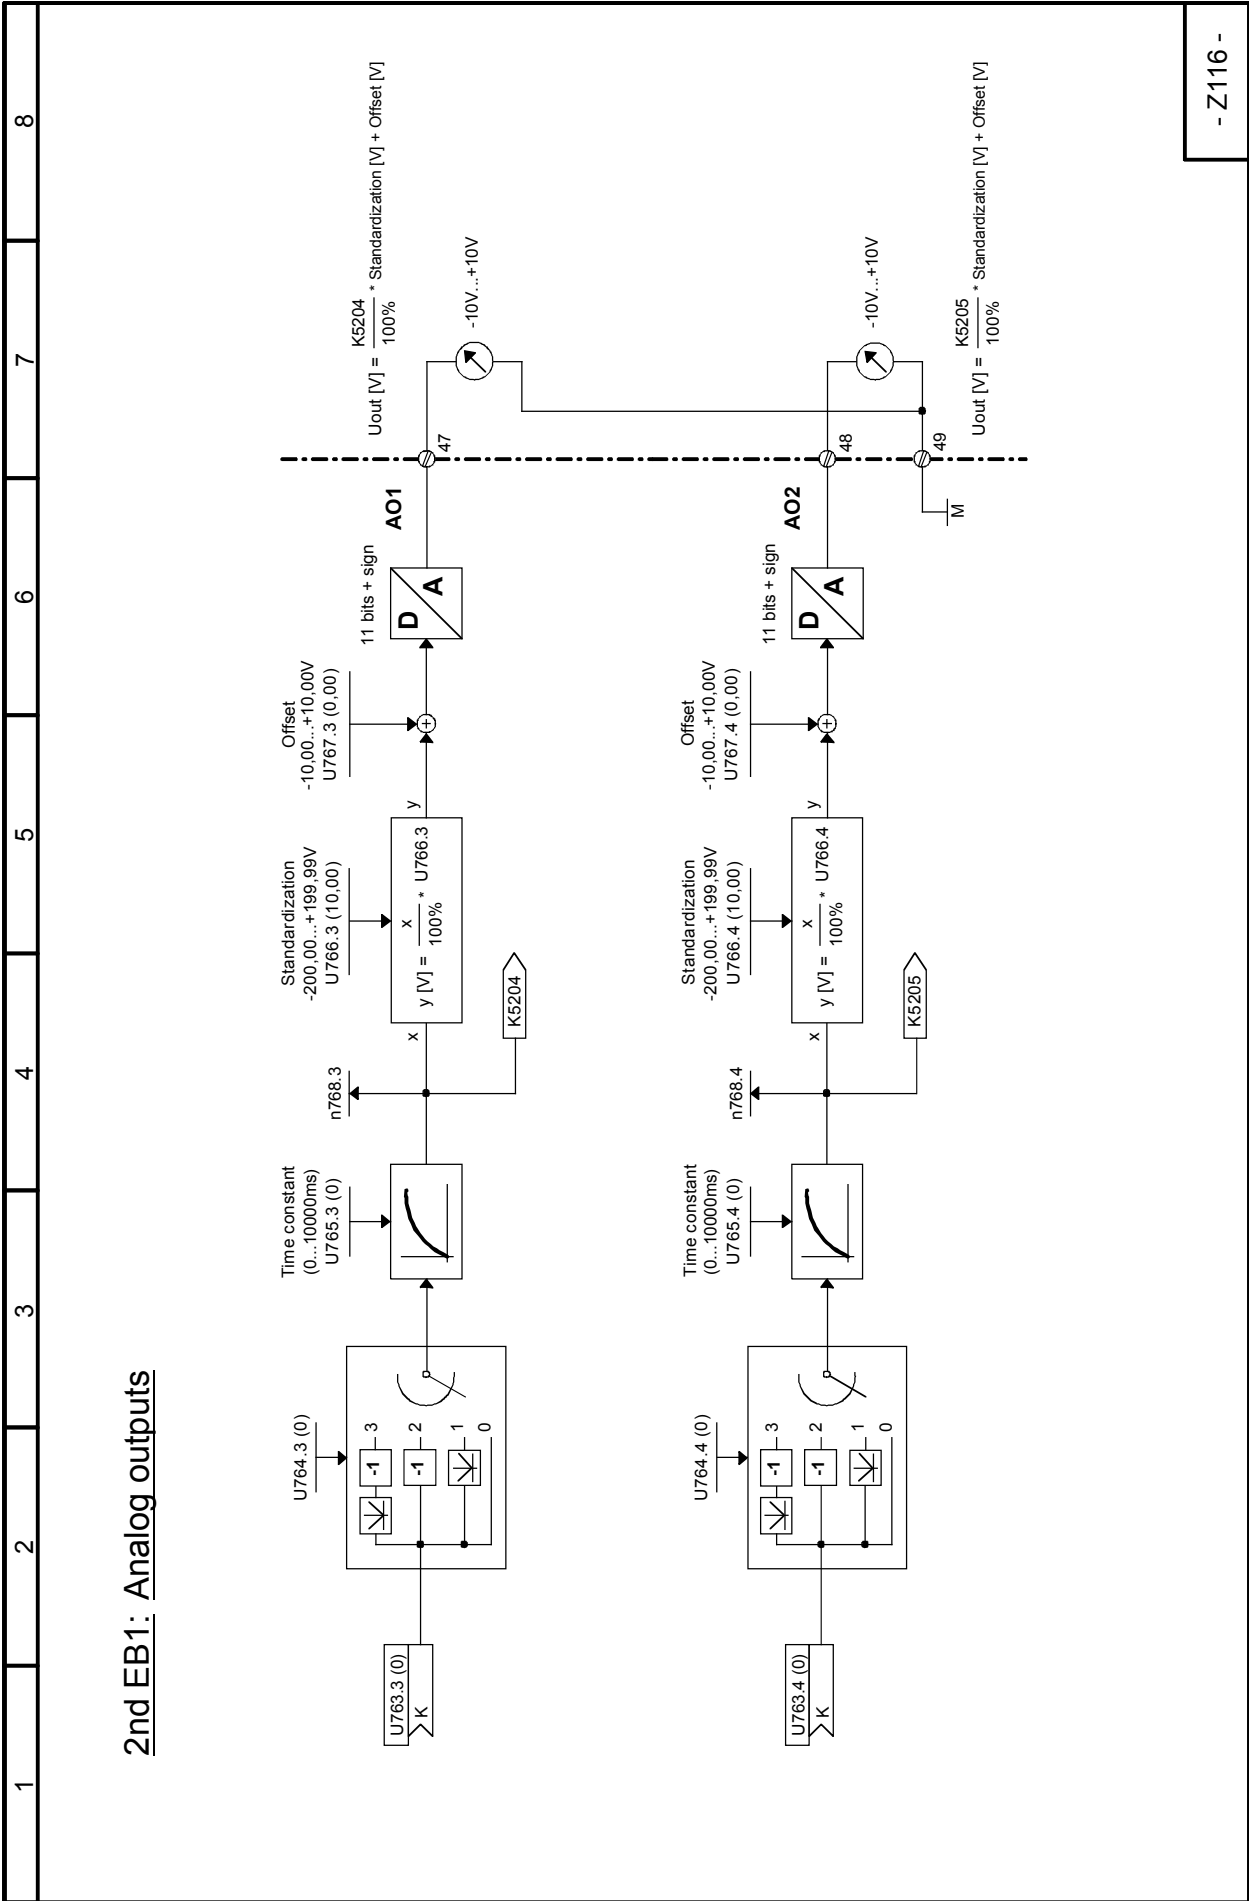 1 2 3 4 5 6 7 8
2nd EB1: Analog outputs
U763.3 (0)
K
U764.3 (0)
-1 3
-1 2
1
0
Time constant
(0...10000ms)
U765.3 (0)
n768.3
K5204
x
Standardization
-200,00...+199,99V
U766.3 (10,00)
y [V] = x / 100% * U766.3
y
Offset
-10,00...+10,00V
U767.3 (0,00)
+
11 bits + sign
D
A
AO1
47
Uout [V] = K5204 / 100% * Standardization [V] + Offset [V]
-10V...+10V
U763.4 (0)
K
U764.4 (0)
-1 3
-1 2
1
0
Time constant
(0...10000ms)
U765.4 (0)
n768.4
K5205
x
Standardization
-200,00...+199,99V
U766.4 (10,00)
y [V] = x / 100% * U766.4
y
Offset
-10,00...+10,00V
U767.4 (0,00)
+
11 bits + sign
D
A
AO2
48
49
M
-10V...+10V
Uout [V] = K5205 / 100% * Standardization [V] + Offset [V]
- Z116 -